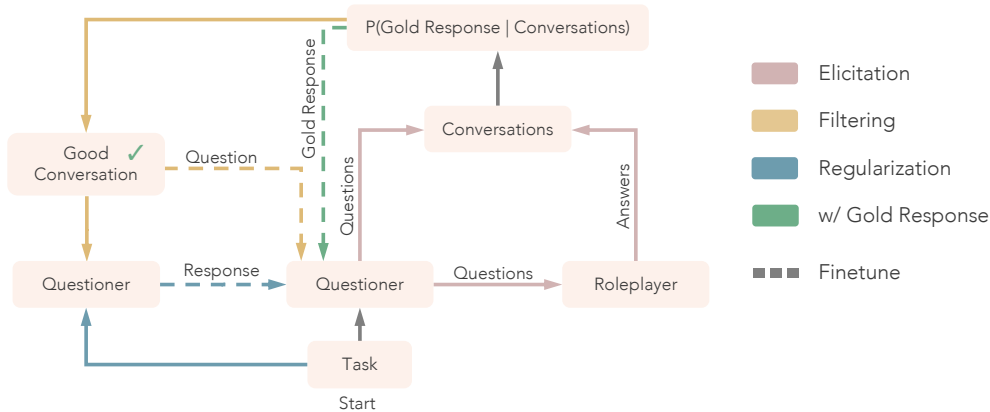 P(Gold Response | Conversations)
Gold Response
Elicitation
Filtering
Regularization
w/ Gold Response
Finetune
Conversations
Good
Conversation
✓
Question
Questions
Answers
Questioner
Response
Questioner
Questions
Roleplayer
Task
Start